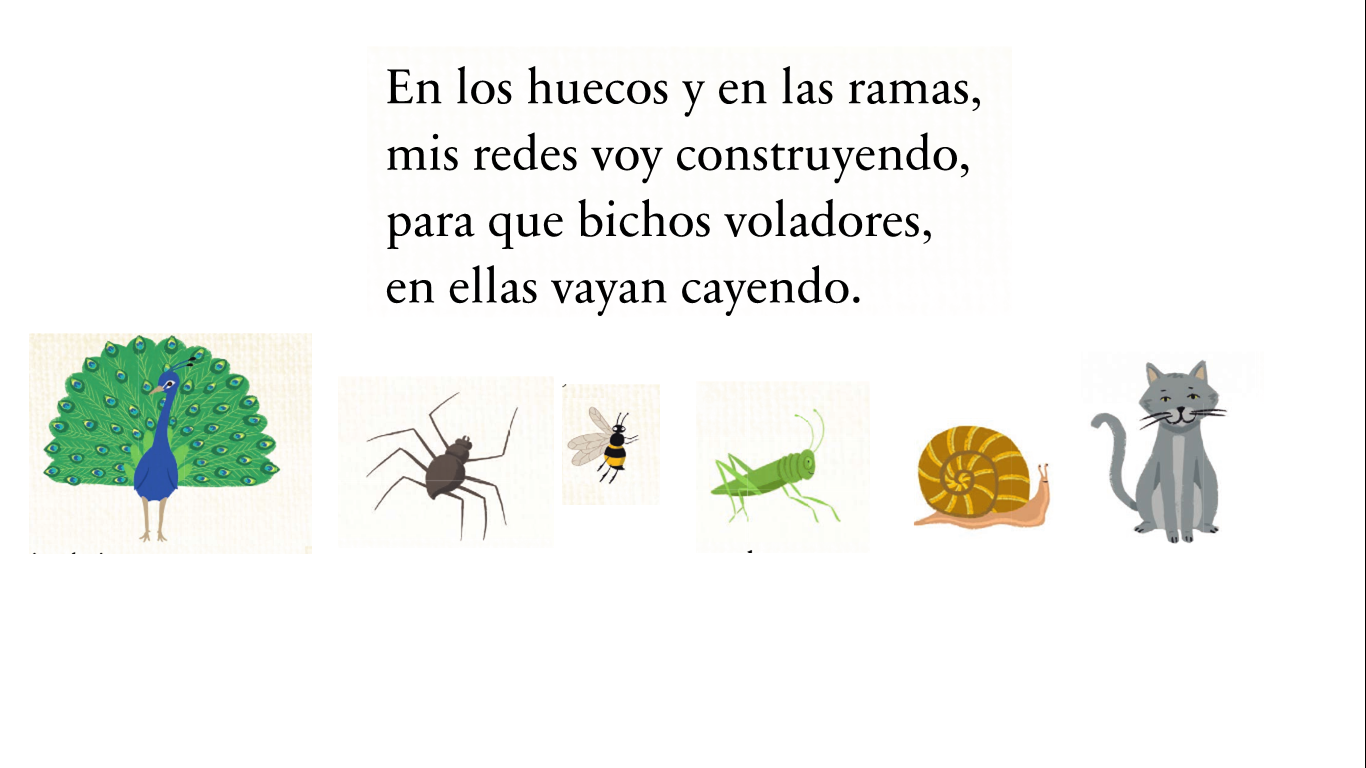 En los huecos y en las ramas,
mis redes voy construyendo,
para que bichos voladores,
en ellas vayan cayendo.